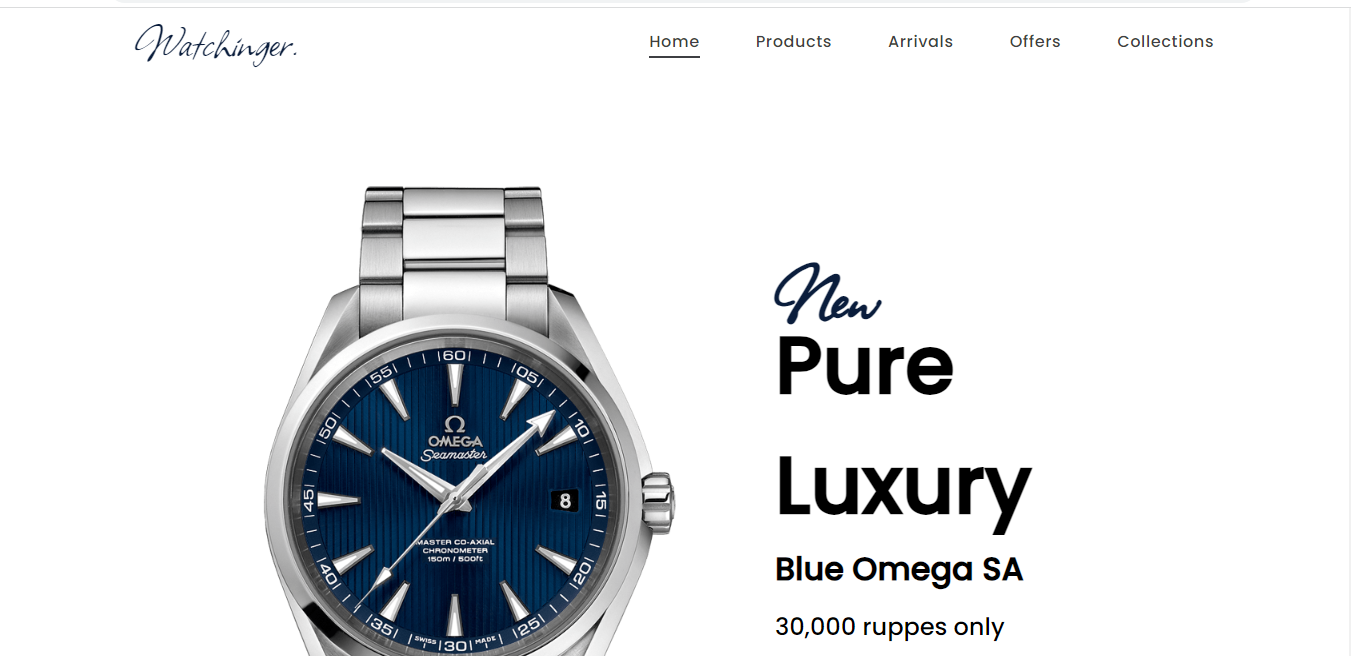 Watchinger.
Home Products Arrivals Offers Collections
New
Pure
Luxury
Blue Omega SA
30,000 ruppes only
60
55 05
50 10
Ω
OMEGA
Seamaster
45 8 15
MASTER CO-AXIAL
CHRONOMETER
150m / 500ft
40 20
35 25
SWISS 30 MADE